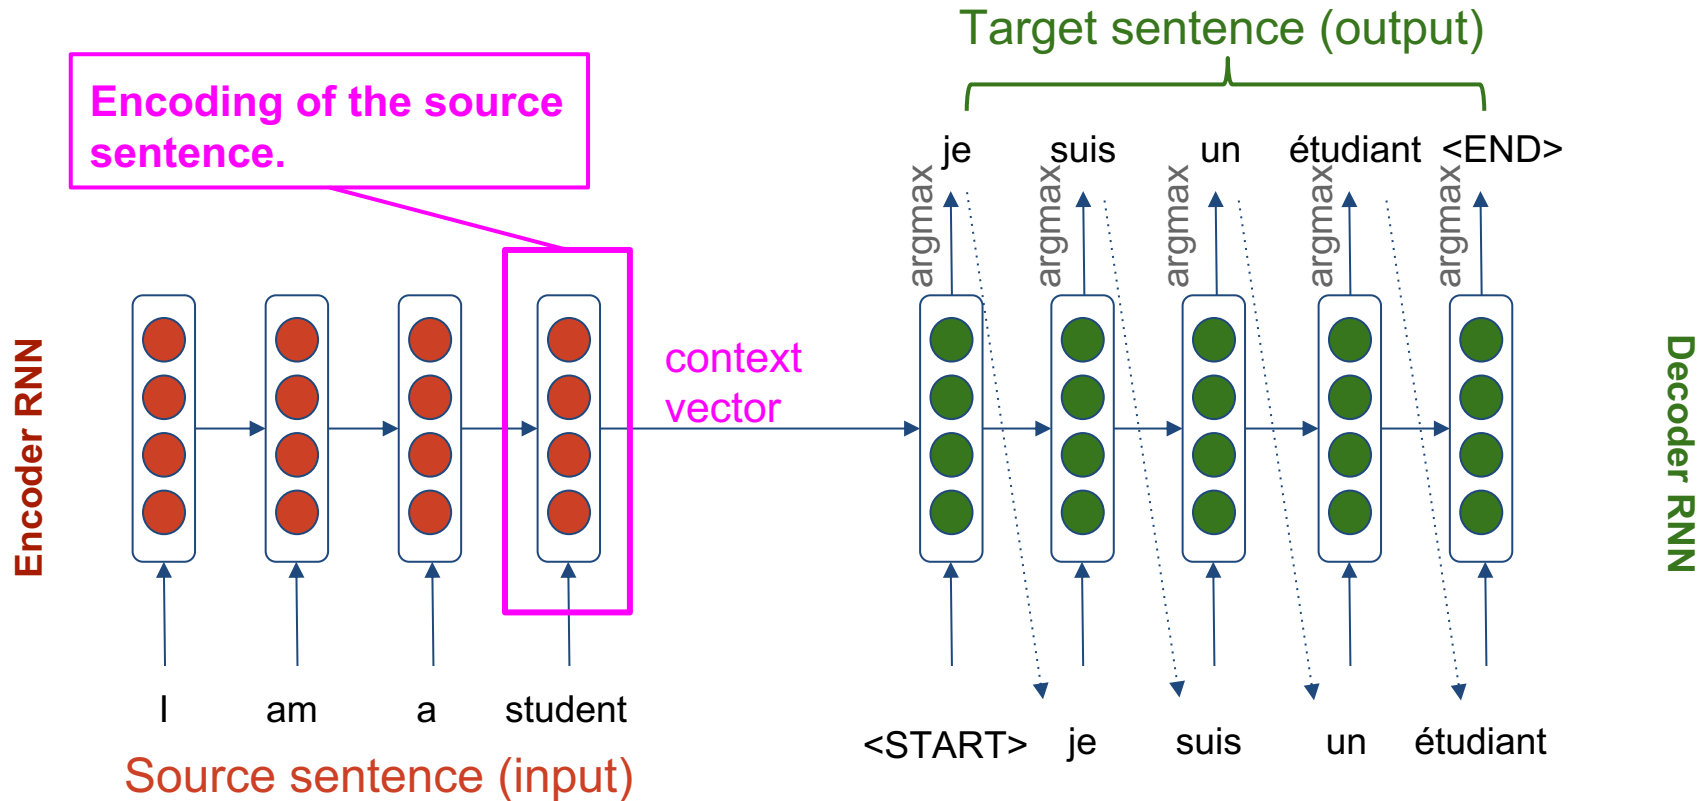 Target sentence (output)
Encoding of the source
sentence.
je suis un étudiant <END>
argmax argmax argmax argmax argmax
Encoder RNN
context
vector
Decoder RNN
I am a student
<START> je suis un étudiant
Source sentence (input)